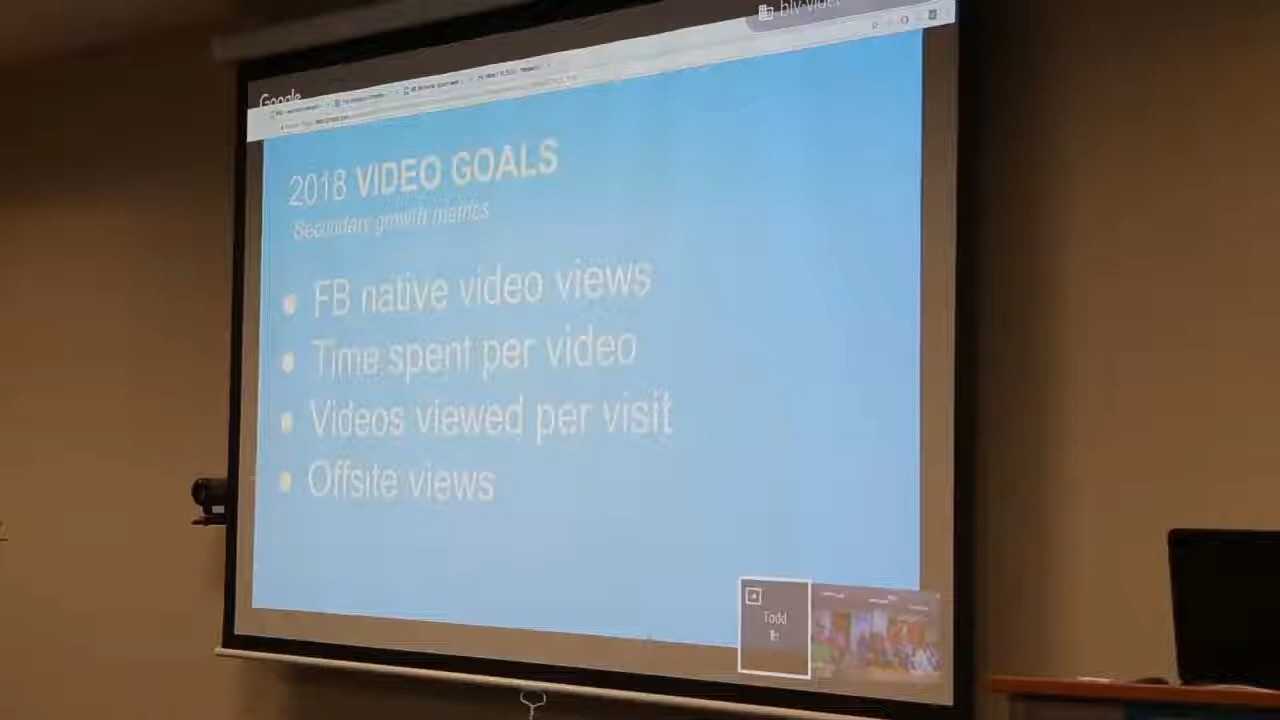 Google
2018 VIDEO GOALS
Secondary growth metrics
• FB native video views
• Time spent per video
• Videos viewed per visit
• Offsite views
Todd